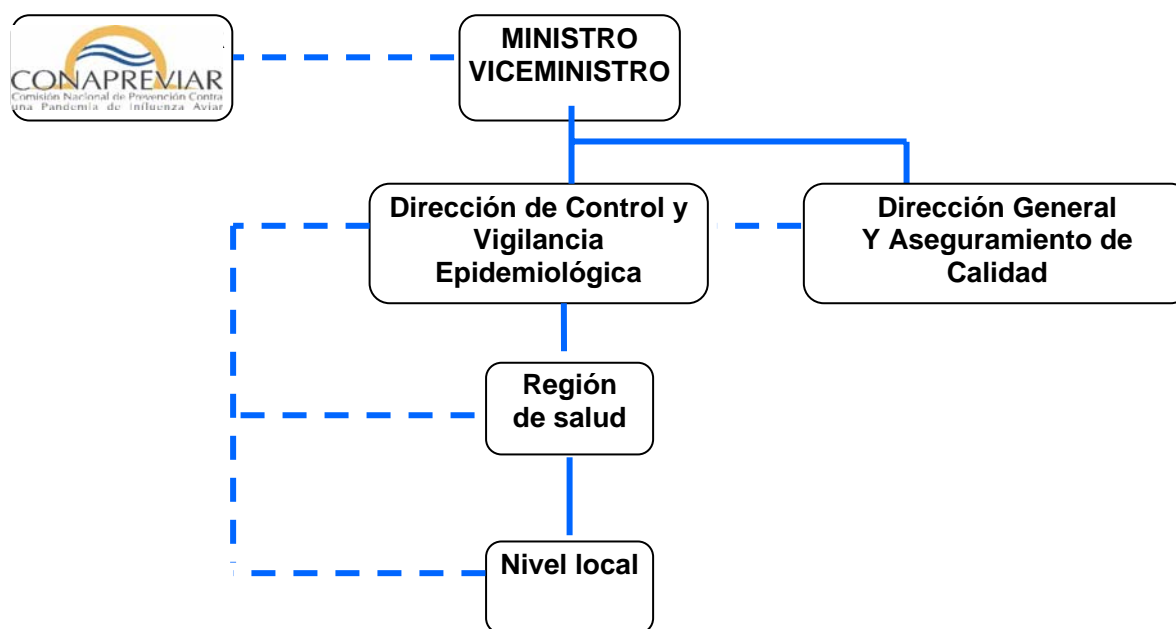 CONAPREVIAR
Comisión Nacional de Prevención Contra
una Pandemia de Influenza Aviar
MINISTRO
VICEMINISTRO
Dirección de Control y
Vigilancia
Epidemiológica
Dirección General
Y Aseguramiento de
Calidad
Región
de salud
Nivel local